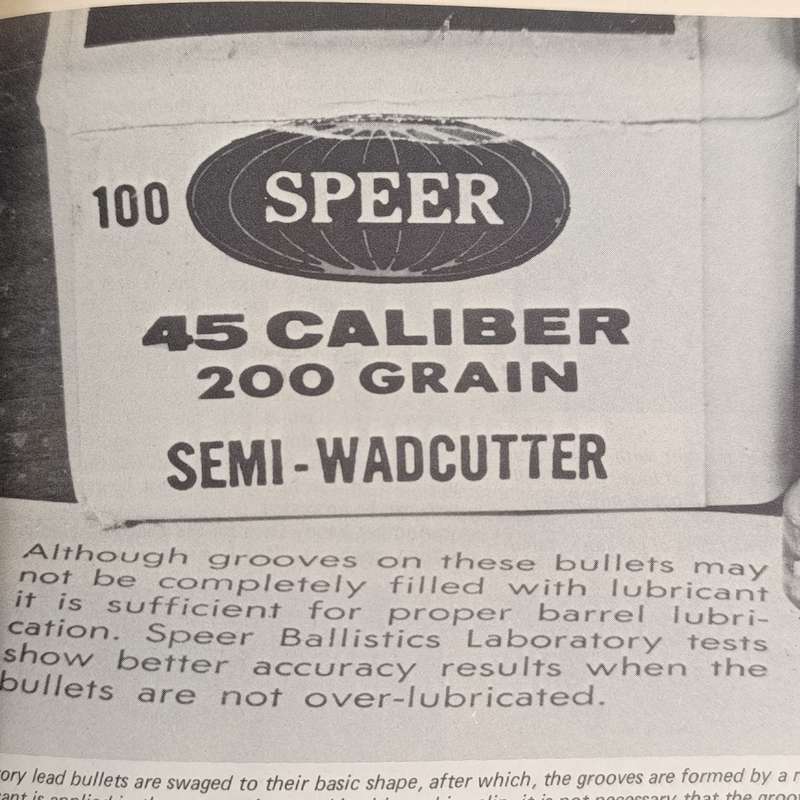 100 SPEER
45 CALIBER
200 GRAIN
SEMI-WADCUTTER
Although grooves on these bullets may
not be completely filled with lubricant
it is sufficient for proper barrel lubri-
cation. Speer Ballistics Laboratory tests
show better accuracy results when the
bullets are not over-lubricated.
lead bullets are swaged to their basic shape, after which, the grooves are formed by a